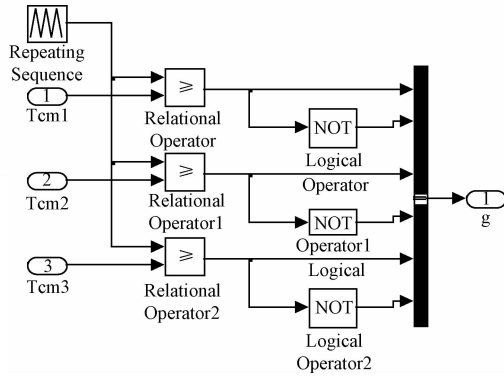 Repeating
Sequence
1
Tcm1
≥
Relational
Operator
NOT
Logical
Operator
2
Tcm2
≥
Relational
Operator1
NOT
Operator1
Logical
1
g
3
Tcm3
≥
Relational
Operator2
NOT
Logical
Operator2